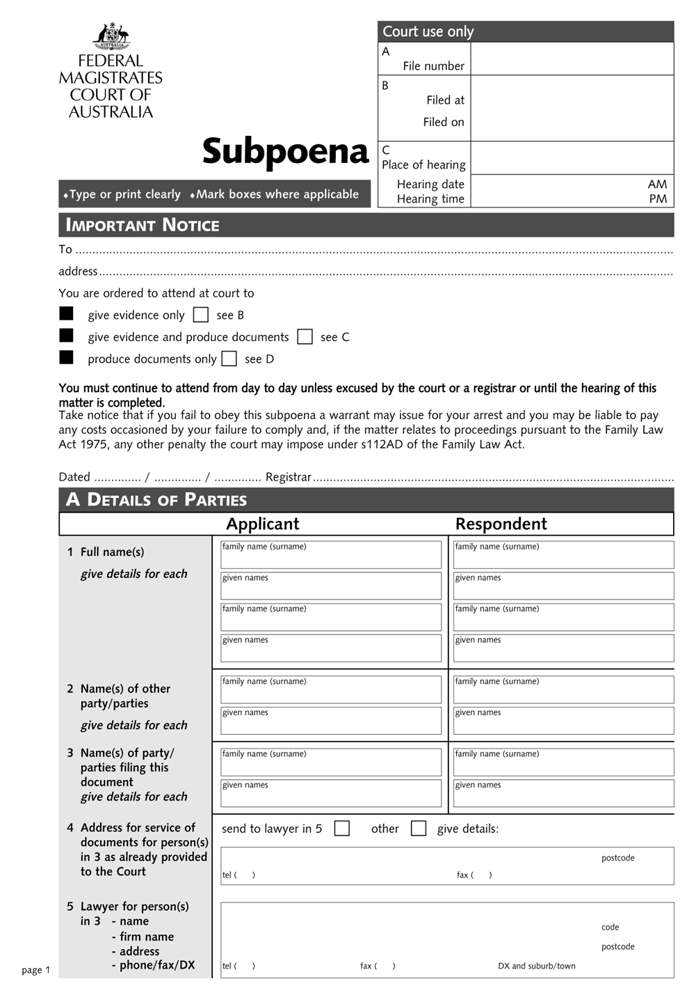 AUSTRALIA
FEDERAL
MAGISTRATES
COURT OF
AUSTRALIA
Subpoena
♦Type or print clearly ♦Mark boxes where applicable
Court use only
A
File number
B
Filed at
Filed on
C
Place of hearing
Hearing date AM
Hearing time PM
IMPORTANT NOTICE
To ....................................................................................................
address....................................................................................................
You are ordered to attend at court to
give evidence only see B
give evidence and produce documents see C
produce documents only see D
You must continue to attend from day to day unless excused by the court or a registrar or until the hearing of this
matter is completed.
Take notice that if you fail to obey this subpoena a warrant may issue for your arrest and you may be liable to pay
any costs occasioned by your failure to comply and, if the matter relates to proceedings pursuant to the Family Law
Act 1975, any other penalty the court may impose under s112AD of the Family Law Act.
Dated .............. / .............. / .............. Registrar....................................................................................................
A DETAILS OF PARTIES
Applicant Respondent
1 Full name(s)
give details for each
family name (surname) family name (surname)
given names given names
family name (surname) family name (surname)
given names given names
2 Name(s) of other
party/parties
give details for each
family name (surname) family name (surname)
given names given names
3 Name(s) of party/
parties filing this
document
give details for each
family name (surname) family name (surname)
given names given names
4 Address for service of
documents for person(s)
in 3 as already provided
to the Court
send to lawyer in 5 other give details:
postcode
tel ( ) fax ( )
5 Lawyer for person(s)
in 3 - name
- firm name
- address
- phone/fax/DX
code
postcode
tel ( ) fax ( ) DX and suburb/town
page 1